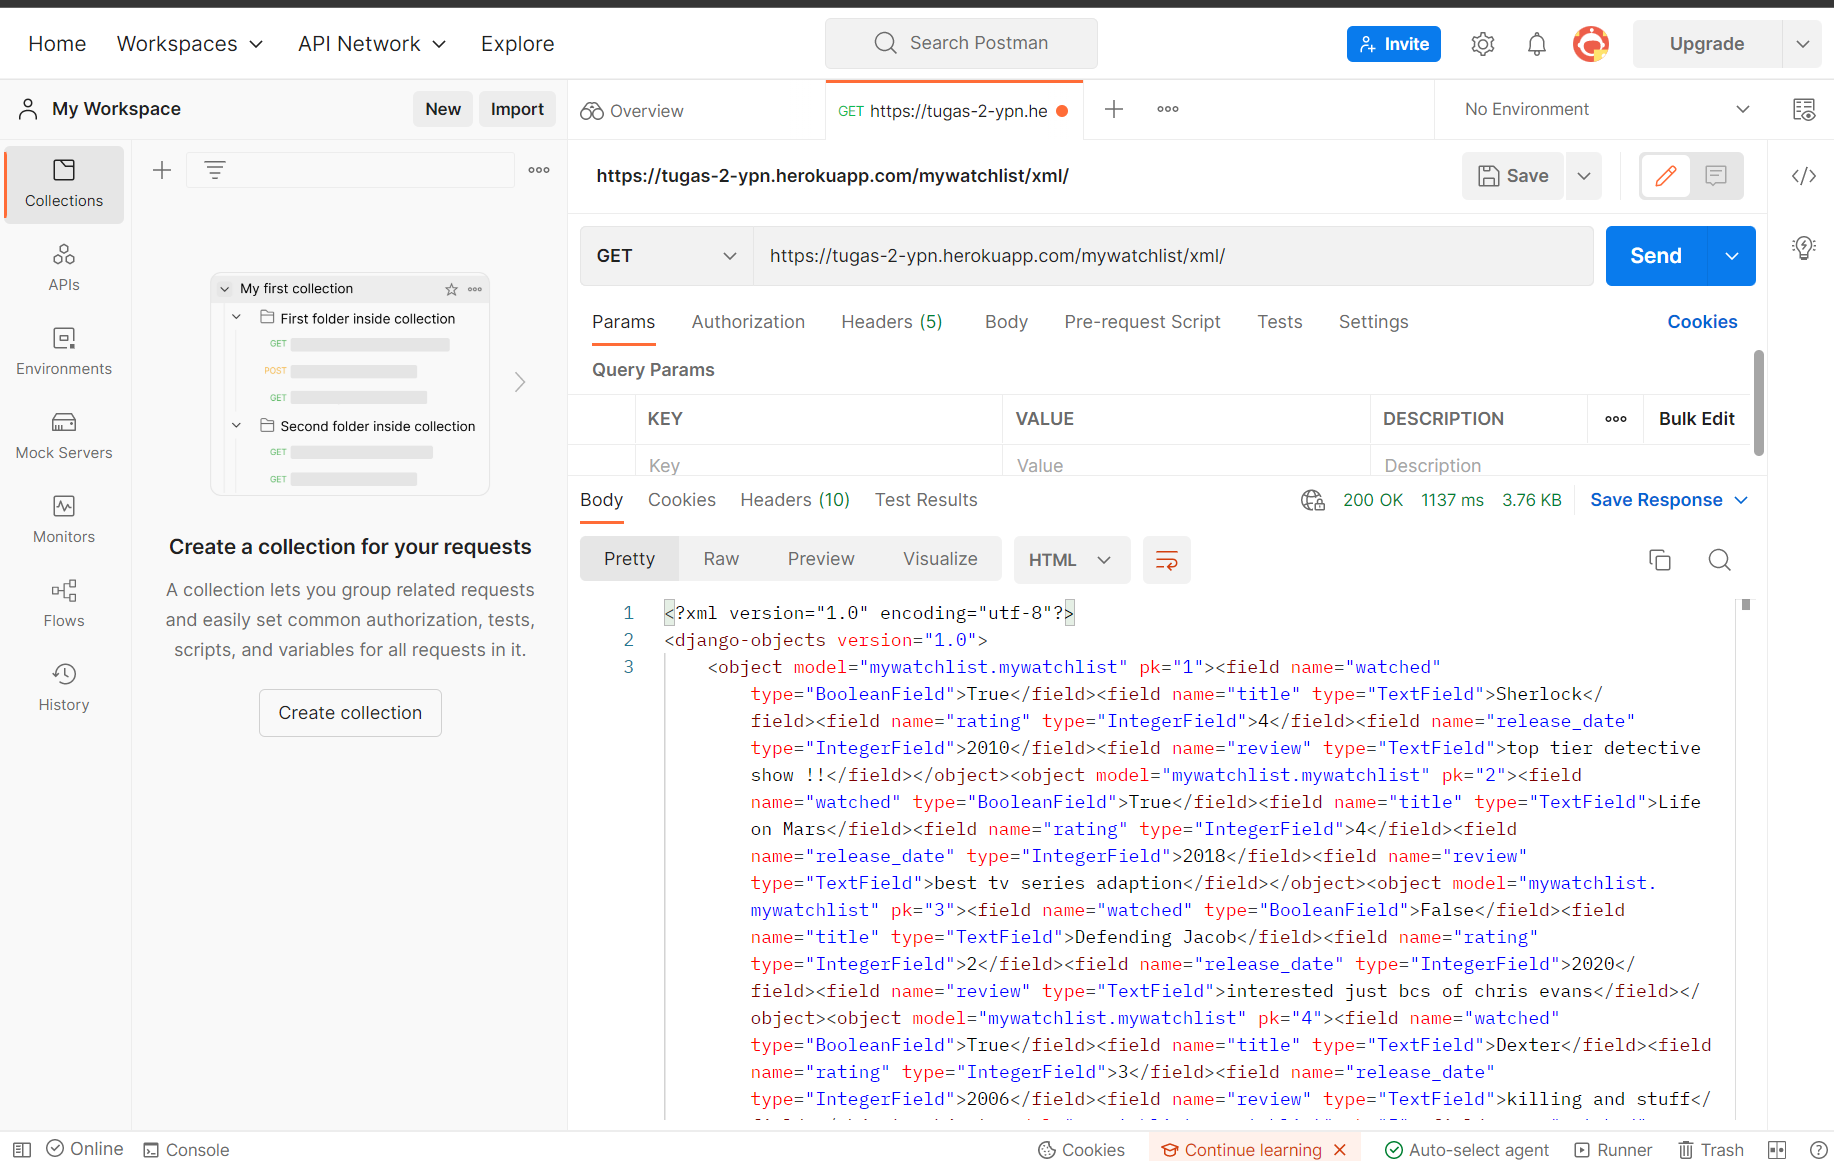 Home Workspaces API Network Explore Search Postman Invite Upgrade
My Workspace New Import Overview GET https://tugas-2-ypn.he No Environment
https://tugas-2-ypn.herokuapp.com/mywatchlist/xml/ Save
GET https://tugas-2-ypn.herokuapp.com/mywatchlist/xml/ Send
Params Authorization Headers (5) Body Pre-request Script Tests Settings Cookies
Query Params
KEY VALUE DESCRIPTION Bulk Edit
Key Value Description
Collections
APIs
Environments
Mock Servers
Monitors
Flows
History
My first collection
First folder inside collection
GET
POST
GET
Second folder inside collection
GET
GET
Create a collection for your requests
A collection lets you group related requests
and easily set common authorization, tests,
scripts, and variables for all requests in it.
Create collection
Body Cookies Headers (10) Test Results 200 OK 1137 ms 3.76 KB Save Response
Pretty Raw Preview Visualize HTML
1 <?xml version="1.0" encoding="utf-8"?>
2 <django-objects version="1.0">
3 <object model="mywatchlist.mywatchlist" pk="1"><field name="watched"
type="BooleanField">True</field><field name="title" type="TextField">Sherlock</
field><field name="rating" type="IntegerField">4</field><field name="release_date"
type="IntegerField">2010</field><field name="review" type="TextField">top tier detective
show !!</field></object><object model="mywatchlist.mywatchlist" pk="2"><field
name="watched" type="BooleanField">True</field><field name="title" type="TextField">Life
on Mars</field><field name="rating" type="IntegerField">4</field><field
name="release_date" type="IntegerField">2018</field><field name="review"
type="TextField">best tv series adaption</field></object><object model="mywatchlist.
mywatchlist" pk="3"><field name="watched" type="BooleanField">False</field><field
name="title" type="TextField">Defending Jacob</field><field name="rating"
type="IntegerField">2</field><field name="release_date" type="IntegerField">2020</
field><field name="review" type="TextField">interested just bcs of chris evans</field></
object><object model="mywatchlist.mywatchlist" pk="4"><field name="watched"
type="BooleanField">True</field><field name="title" type="TextField">Dexter</field><field
name="rating" type="IntegerField">3</field><field name="release_date"
type="IntegerField">2006</field><field name="review" type="TextField">killing and stuff</
Online Console Cookies Continue learning Auto-select agent Runner Trash